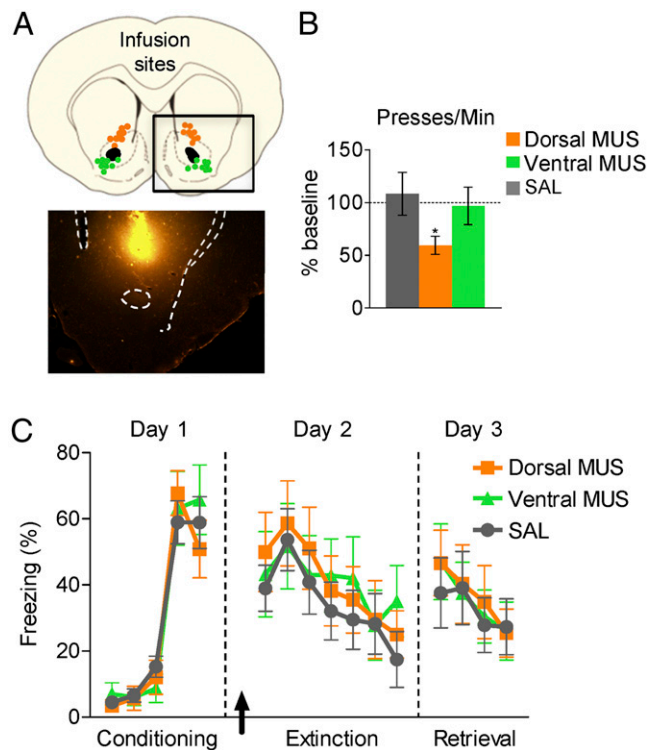 A
Infusion
sites
B
Presses/Min
150
100
50
0
% baseline
*
Dorsal MUS
Ventral MUS
SAL
C
Day 1
Day 2
Day 3
80
60
40
20
0
Freezing (%)
Dorsal MUS
Ventral MUS
SAL
Conditioning
Extinction
Retrieval